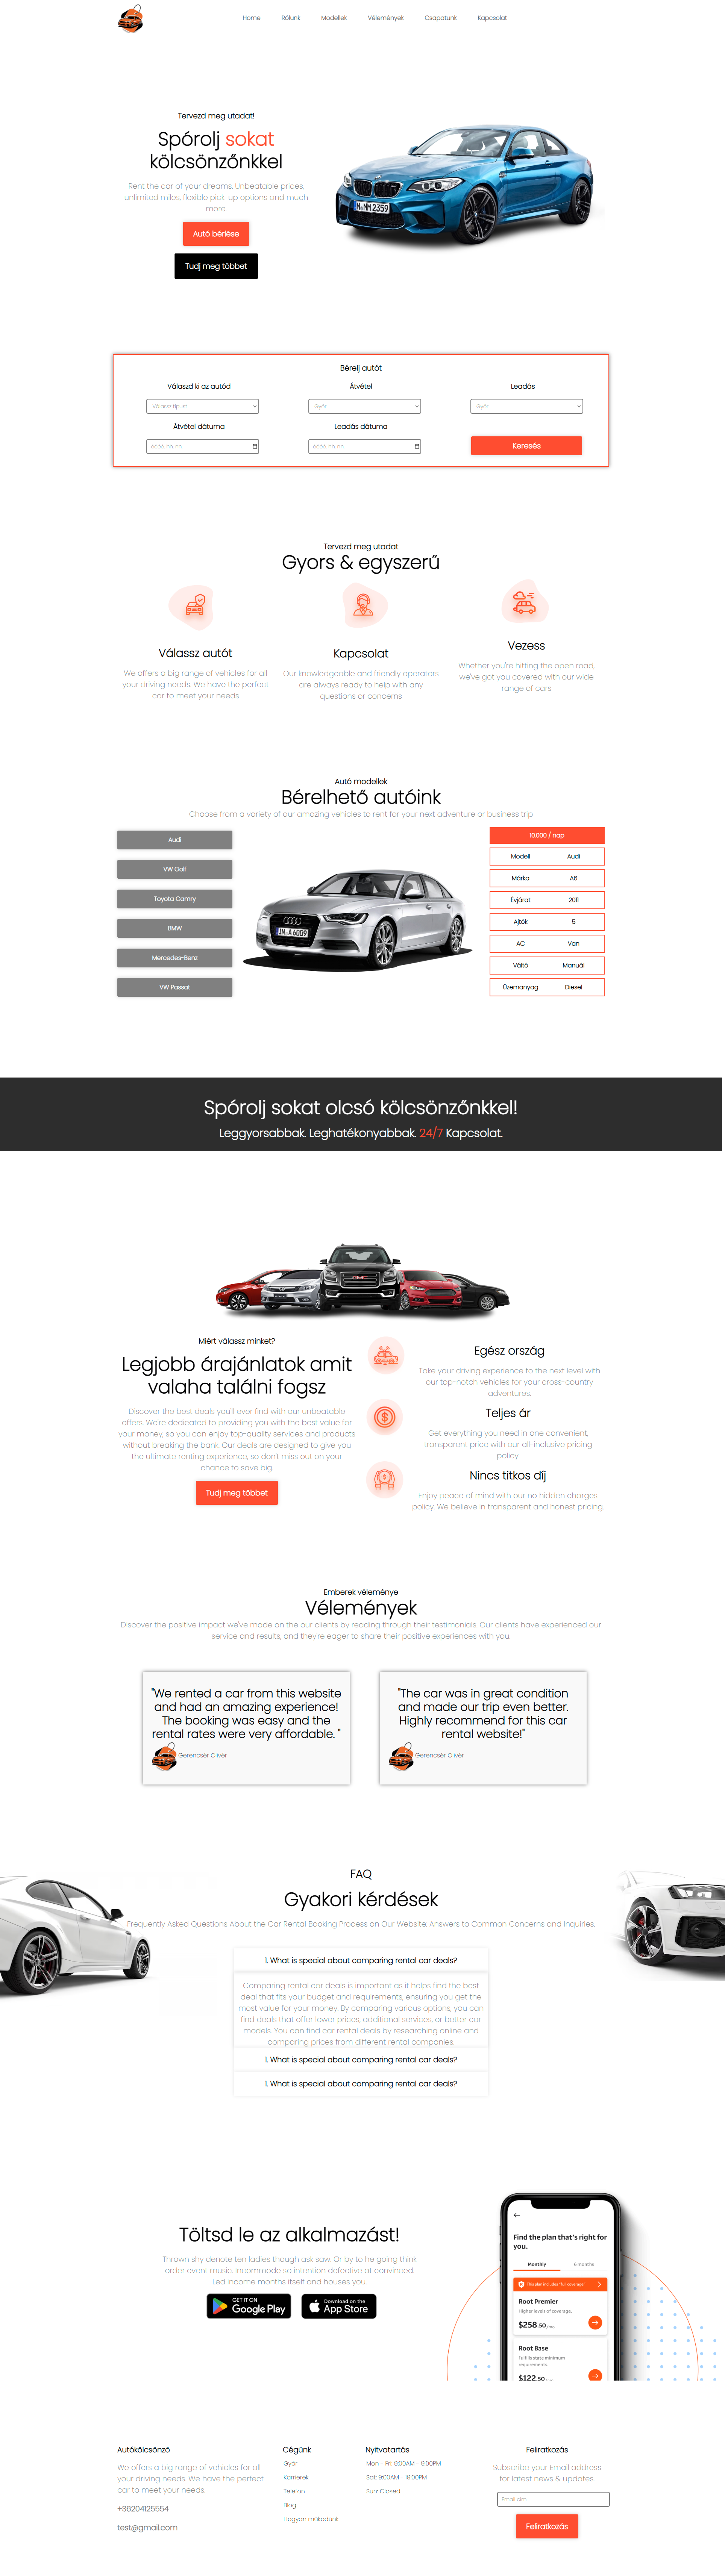 Home Rólunk Modellek Vélemények Csapatunk Kapcsolat
Tervezd meg utadat!
Spórolj sokat
kölcsönzőnkkel
Rent the car of your dreams. Unbeatable prices,
unlimited miles, flexible pick-up options and much
more.
Autó bérlése
Tudj meg többet
M 2359
Bérelj autót
Válaszd ki az autód Átvétel Leadás
Válassz típust Győr Győr
Átvétel dátuma Leadás dátuma
éééé. hh. nn. éééé. hh. nn. Keresés
Tervezd meg utadat
Gyors & egyszerű
Válassz autót
We offers a big range of vehicles for all
your driving needs. We have the perfect
car to meet your needs
Kapcsolat
Our knowledgeable and friendly operators
are always ready to help with any
questions or concerns
Vezess
Whether you're hitting the open road,
we've got you covered with our wide
range of cars
Autó modellek
Bérelhető autóink
Choose from a variety of our amazing vehicles to rent for your next adventure or business trip
Audi
VW Golf
Toyota Camry
BMW
Mercedes-Benz
VW Passat
IN A 6009
10.000 / nap
Modell Audi
Márka A6
Évjárat 2011
Ajtók 5
AC Van
Váltó Manuál
Üzemanyag Diesel
Spórolj sokat olcsó kölcsönzőnkkel!
Leggyorsabbak. Leghatékonyabbak. 24/7 Kapcsolat.
GMC
Miért válassz minket?
Legjobb árajánlatok amit
valaha találni fogsz
Discover the best deals you'll ever find with our unbeatable
offers. We're dedicated to providing you with the best value for
your money, so you can enjoy top-quality services and products
without breaking the bank. Our deals are designed to give you
the ultimate renting experience, so don't miss out on your
chance to save big.
Tudj meg többet
Egész ország
Take your driving experience to the next level with
our top-notch vehicles for your cross-country
adventures.
Teljes ár
Get everything you need in one convenient,
transparent price with our all-inclusive pricing
policy.
Nincs titkos díj
Enjoy peace of mind with our no hidden charges
policy. We believe in transparent and honest pricing.
Emberek véleménye
Vélemények
Discover the positive impact we've made on the our clients by reading through their testimonials. Our clients have experienced our
service and results, and they're eager to share their positive experiences with you.
"We rented a car from this website
and had an amazing experience!
The booking was easy and the
rental rates were very affordable. "
Gerencsér Olivér
"The car was in great condition
and made our trip even better.
Highly recommend for this car
rental website!"
Gerencsér Olivér
FAQ
Gyakori kérdések
Frequently Asked Questions About the Car Rental Booking Process on Our Website: Answers to Common Concerns and Inquiries.
1. What is special about comparing rental car deals?
Comparing rental car deals is important as it helps find the best
deal that fits your budget and requirements, ensuring you get the
most value for your money. By comparing various options, you can
find deals that offer lower prices, additional services, or better car
models. You can find car rental deals by researching online and
comparing prices from different rental companies.
1. What is special about comparing rental car deals?
1. What is special about comparing rental car deals?
Töltsd le az alkalmazást!
Thrown shy denote ten ladies though ask saw. Or by to he going think
order event music. Incommode so intention defective at convinced.
Led income months itself and houses you.
GET IT ON
Google Play
Download on the
App Store
Find the plan that's right for
you.
Monthly 6 months
This plan includes "full coverage"
Root Premier
Higher levels of coverage.
$258.50 /mo
Root Base
Fulfills state minimum
requirements.
$122.50 /mo
Autókölcsönző
We offers a big range of vehicles for all
your driving needs. We have the perfect
car to meet your needs.
+36204125554
test@gmail.com
Cégünk
Győr
Karrierek
Telefon
Blog
Hogyan müködünk
Nyitvatartás
Mon - Fri: 9:00AM - 9:00PM
Sat: 9:00AM - 19:00PM
Sun: Closed
Feliratkozás
Subscribe your Email address
for latest news & updates.
Email cím
Feliratkozás